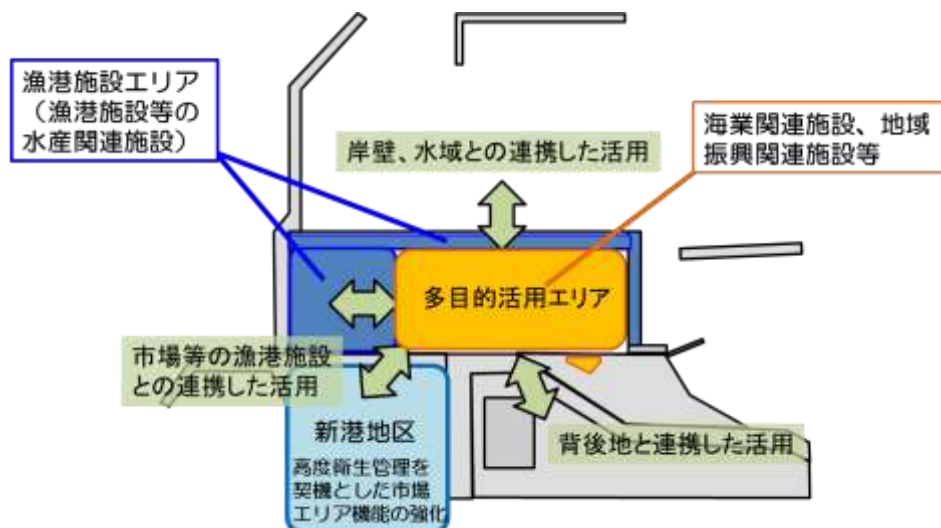 漁港施設エリア
（漁港施設等の
水産関連施設）
海業関連施設、地域
振興関連施設等
岸壁、水域との連携した活用
多目的活用エリア
市場等の漁港施設
との連携した活用
新港地区
高度衛生管理を
契機とした市場
エリア機能の強化
背後地と連携した活用